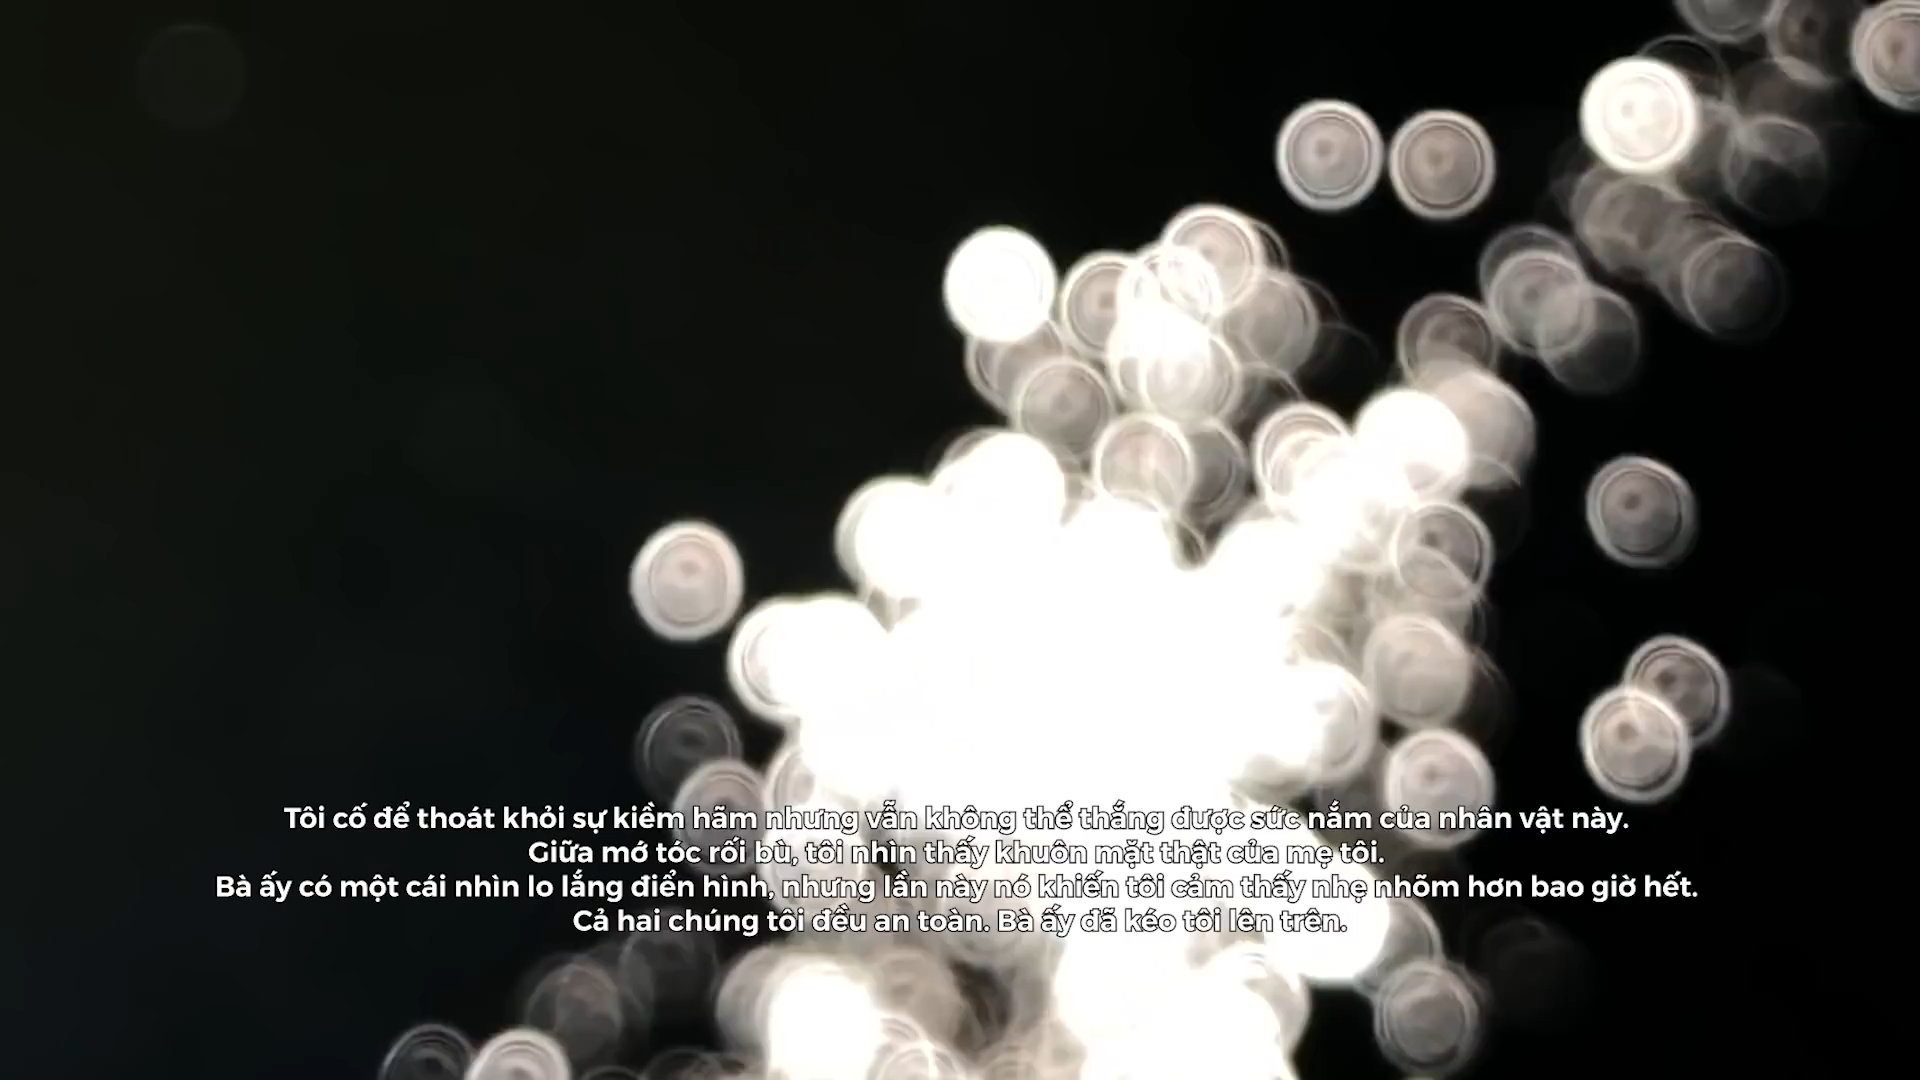 Tôi cố để thoát khỏi sự kiềm hãm nhưng vẫn không thể thắng được sức nắm của nhân vật này.
Giữa mớ tóc rối bù, tôi nhìn thấy khuôn mặt thật của mẹ tôi.
Bà ấy có một cái nhìn lo lắng điển hình, nhưng lần này nó khiến tôi cảm thấy nhẹ nhõm hơn bao giờ hết.
Cả hai chúng tôi đều an toàn. Bà ấy đã kéo tôi lên trên.